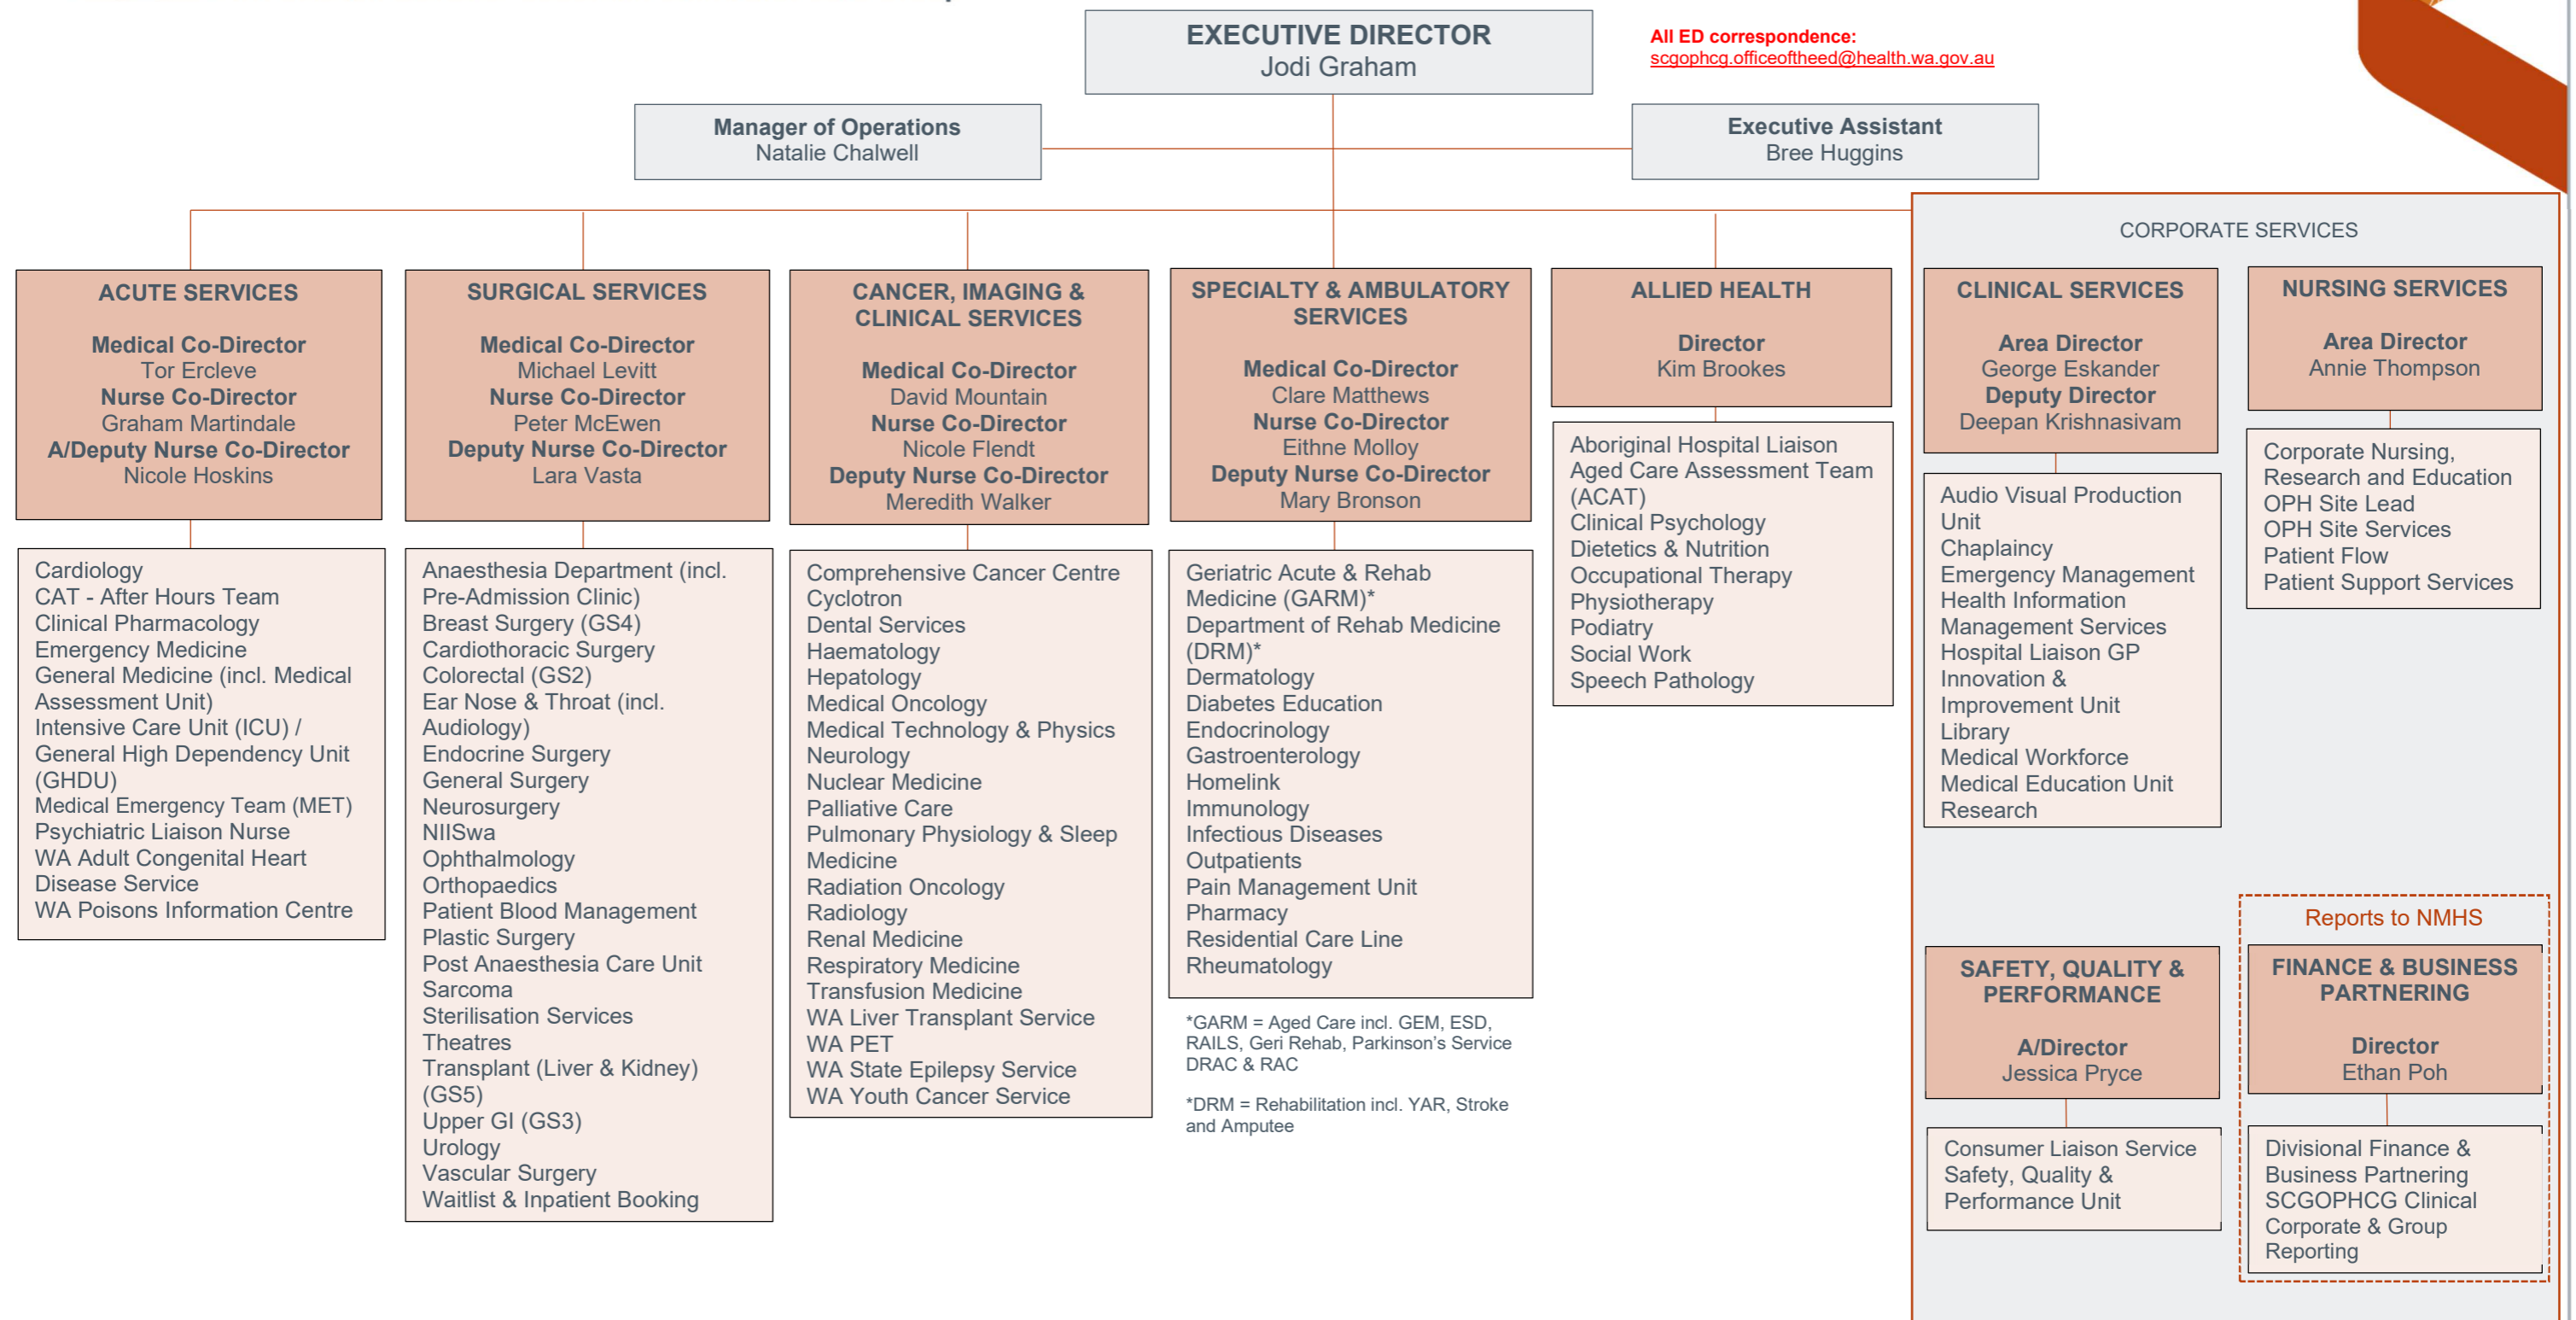 EXECUTIVE DIRECTOR
Jodi Graham
All ED correspondence:
scgophcg.officeoftheed@health.wa.gov.au
Manager of Operations
Natalie Chalwell
Executive Assistant
Bree Huggins
ACUTE SERVICES
Medical Co-Director
Tor Ercleve
Nurse Co-Director
Graham Martindale
A/Deputy Nurse Co-Director
Nicole Hoskins
Cardiology
CAT - After Hours Team
Clinical Pharmacology
Emergency Medicine
General Medicine (incl. Medical
Assessment Unit)
Intensive Care Unit (ICU) /
General High Dependency Unit
(GHDU)
Medical Emergency Team (MET)
Psychiatric Liaison Nurse
WA Adult Congenital Heart
Disease Service
WA Poisons Information Centre
SURGICAL SERVICES
Medical Co-Director
Michael Levitt
Nurse Co-Director
Peter McEwen
Deputy Nurse Co-Director
Lara Vasta
Anaesthesia Department (incl.
Pre-Admission Clinic)
Breast Surgery (GS4)
Cardiothoracic Surgery
Colorectal (GS2)
Ear Nose & Throat (incl.
Audiology)
Endocrine Surgery
General Surgery
Neurosurgery
NIISwa
Ophthalmology
Orthopaedics
Patient Blood Management
Plastic Surgery
Post Anaesthesia Care Unit
Sarcoma
Sterilisation Services
Theatres
Transplant (Liver & Kidney)
(GS5)
Upper GI (GS3)
Urology
Vascular Surgery
Waitlist & Inpatient Booking
CANCER, IMAGING &
CLINICAL SERVICES
Medical Co-Director
David Mountain
Nurse Co-Director
Nicole Flendt
Deputy Nurse Co-Director
Meredith Walker
Comprehensive Cancer Centre
Cyclotron
Dental Services
Haematology
Hepatology
Medical Oncology
Medical Technology & Physics
Neurology
Nuclear Medicine
Palliative Care
Pulmonary Physiology & Sleep
Medicine
Radiation Oncology
Radiology
Renal Medicine
Respiratory Medicine
Transfusion Medicine
WA Liver Transplant Service
WA PET
WA State Epilepsy Service
WA Youth Cancer Service
SPECIALTY & AMBULATORY
SERVICES
Medical Co-Director
Clare Matthews
Nurse Co-Director
Eithne Molloy
Deputy Nurse Co-Director
Mary Bronson
Geriatric Acute & Rehab
Medicine (GARM)*
Department of Rehab Medicine
(DRM)*
Dermatology
Diabetes Education
Endocrinology
Gastroenterology
Homelink
Immunology
Infectious Diseases
Outpatients
Pain Management Unit
Pharmacy
Residential Care Line
Rheumatology
*GARM = Aged Care incl. GEM, ESD,
RAILS, Geri Rehab, Parkinson's Service
DRAC & RAC
*DRM = Rehabilitation incl. YAR, Stroke
and Amputee
ALLIED HEALTH
Director
Kim Brookes
Aboriginal Hospital Liaison
Aged Care Assessment Team
(ACAT)
Clinical Psychology
Dietetics & Nutrition
Occupational Therapy
Physiotherapy
Podiatry
Social Work
Speech Pathology
CORPORATE SERVICES
CLINICAL SERVICES
Area Director
George Eskander
Deputy Director
Deepan Krishnasivam
Audio Visual Production
Unit
Chaplaincy
Emergency Management
Health Information
Management Services
Hospital Liaison GP
Innovation &
Improvement Unit
Library
Medical Workforce
Medical Education Unit
Research
NURSING SERVICES
Area Director
Annie Thompson
Corporate Nursing,
Research and Education
OPH Site Lead
OPH Site Services
Patient Flow
Patient Support Services
SAFETY, QUALITY &
PERFORMANCE
A/Director
Jessica Pryce
Consumer Liaison Service
Safety, Quality &
Performance Unit
Reports to NMHS
FINANCE & BUSINESS
PARTNERING
Director
Ethan Poh
Divisional Finance &
Business Partnering
SCGOPHCG Clinical
Corporate & Group
Reporting